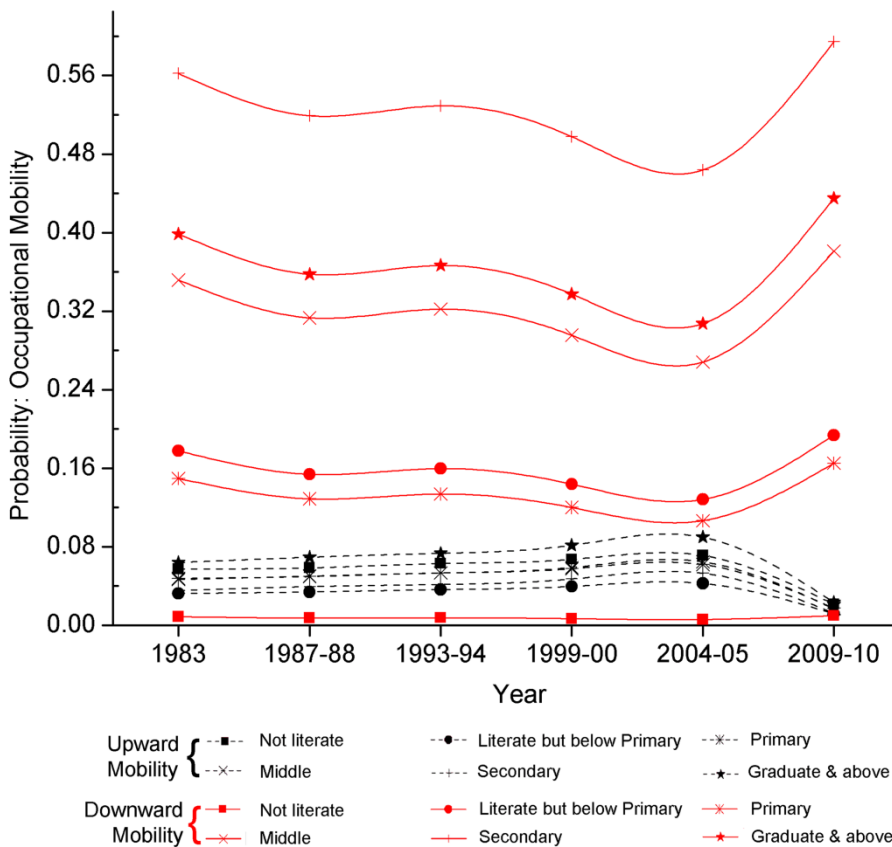 Probability: Occupational Mobility
0.56
0.48
0.40
0.32
0.24
0.16
0.08
0.00
1983 1987-88 1993-94 1999-00 2004-05 2009-10
Year
Upward Mobility { Not literate Literate but below Primary Primary
Middle Secondary Graduate & above
Downward Mobility { Not literate Literate but below Primary Primary
Middle Secondary Graduate & above